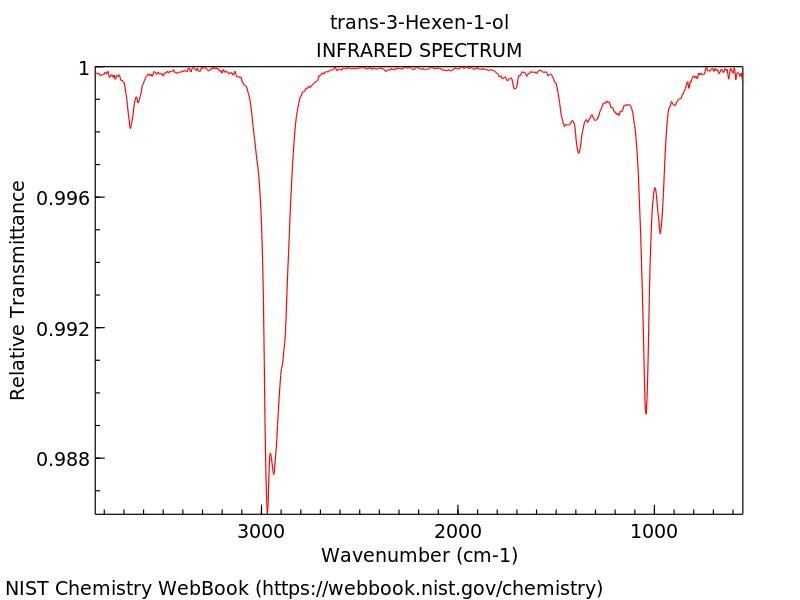 trans-3-Hexen-1-ol
INFRARED SPECTRUM
1
0.996
0.992
0.988
Relative Transmittance
3000 2000 1000
Wavenumber (cm-1)
NIST Chemistry WebBook (https://webbook.nist.gov/chemistry)